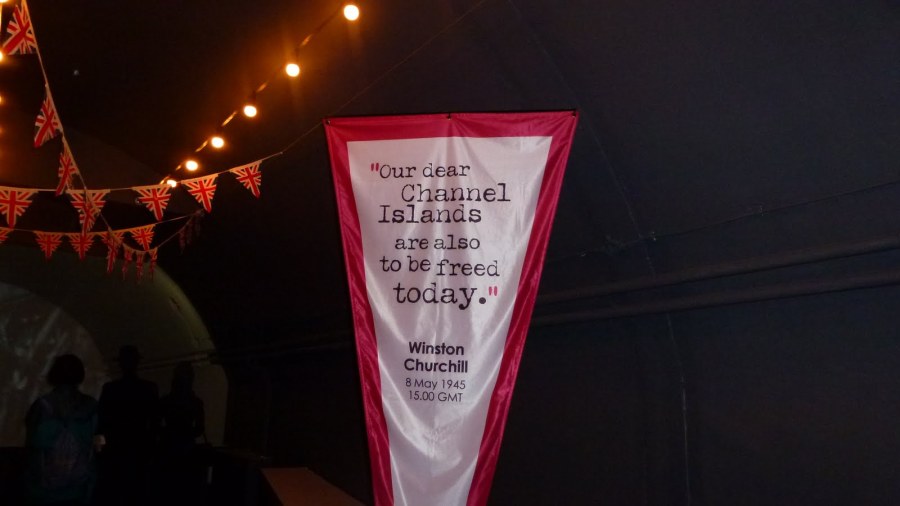 "Our dear
Channel
Islands
are also
to be freed
today."
Winston
Churchill
8 May 1945
15.00 GMT